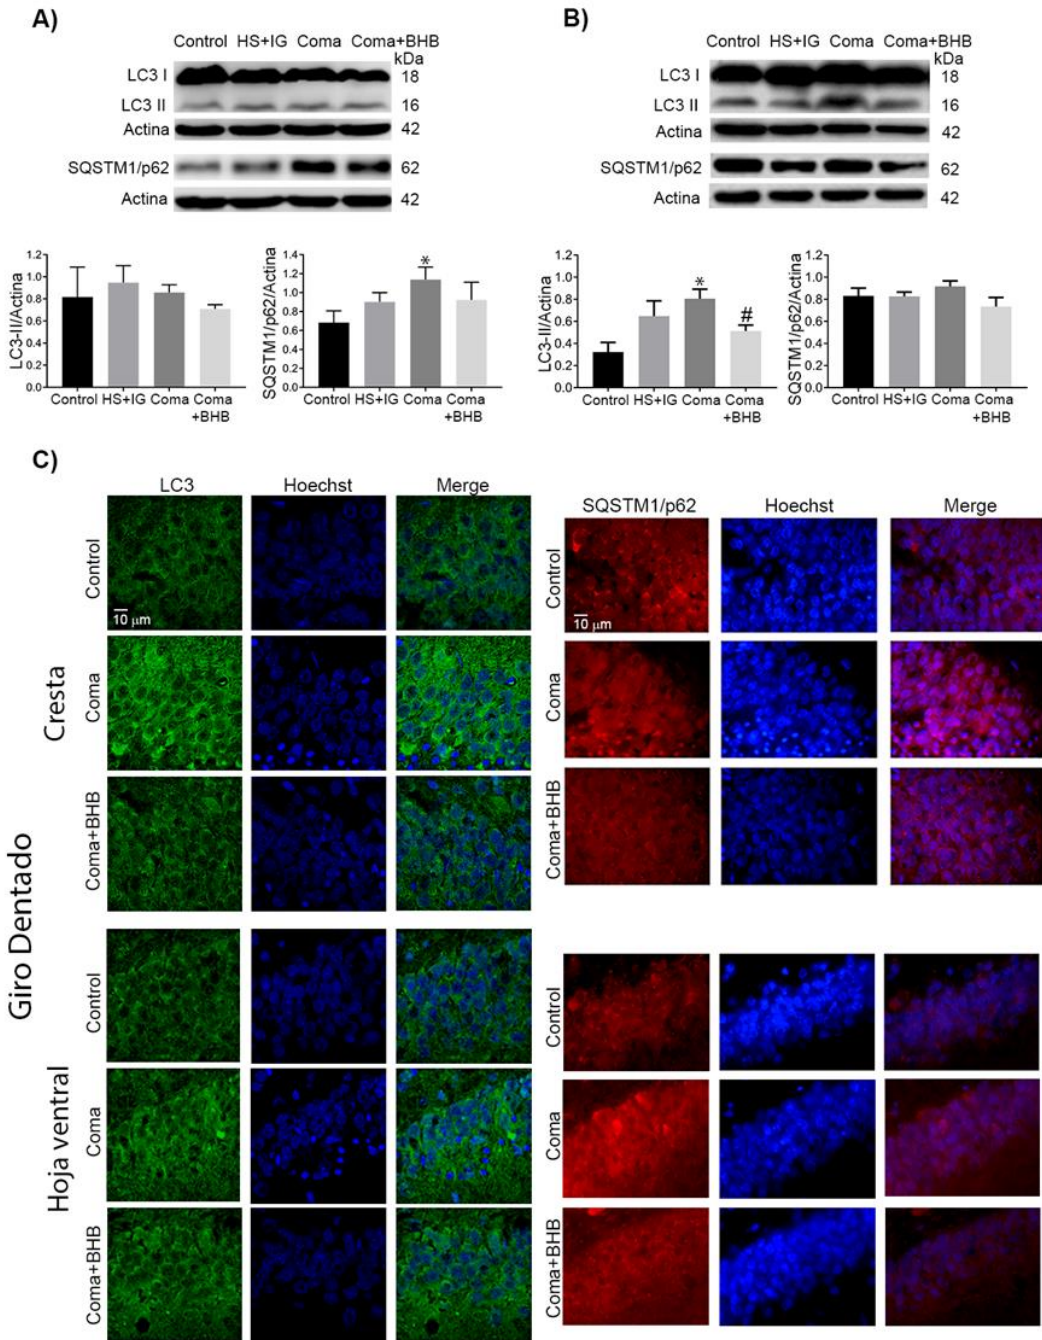 A)
Control HS+IG Coma Coma+BHB
kDa
LC3 I 18
LC3 II 16
Actina 42
SQSTM1/p62 62
Actina 42
B)
Control HS+IG Coma Coma+BHB
kDa
LC3 I 18
LC3 II 16
Actina 42
SQSTM1/p62 62
Actina 42
LC3-II/Actina
1.2
1.0
0.8
0.6
0.4
0.2
0.0
Control HS+IG Coma Coma
+BHB
SQSTM1/p62/Actina
1.4
1.2
1.0
0.8
0.6
0.4
0.2
0.0
*
Control HS+IG Coma Coma
+BHB
LC3-II/Actina
1.2
1.0
0.8
0.6
0.4
0.2
0.0
*
#
Control HS+IG Coma Coma
+BHB
SQSTM1/p62/Actina
1.2
1.0
0.8
0.6
0.4
0.2
0.0
Control HS+IG Coma Coma
+BHB
C)
LC3 Hoechst Merge
Giro Dentado
Cresta
Control
10 μm
Coma
Coma+BHB
Hoja ventral
Control
Coma
Coma+BHB
SQSTM1/p62 Hoechst Merge
Control
10 μm
Coma
Coma+BHB
Control
Coma
Coma+BHB